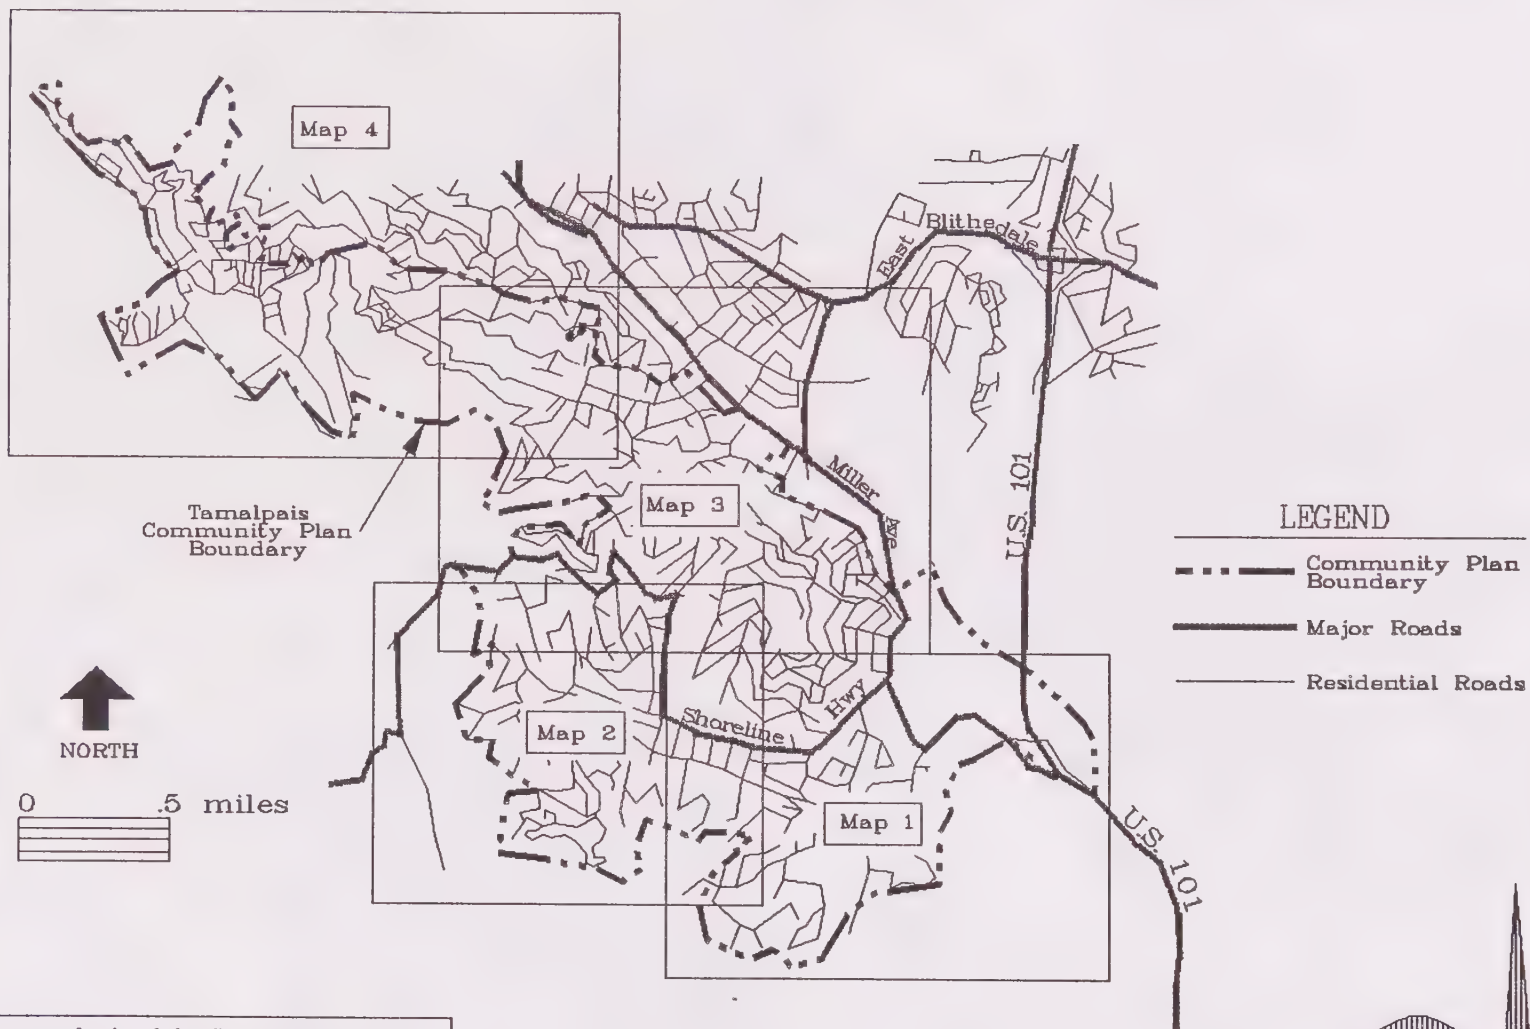 Map 4
East
Blithedale
Miller
Ave
U.S. 101
Map 3
Tamalpais
Community Plan
Boundary
LEGEND
Community Plan
Boundary
Major Roads
Residential Roads
NORTH
Map 2
Shoreline
Hwy
0 .5 miles
Map 1
U.S. 101